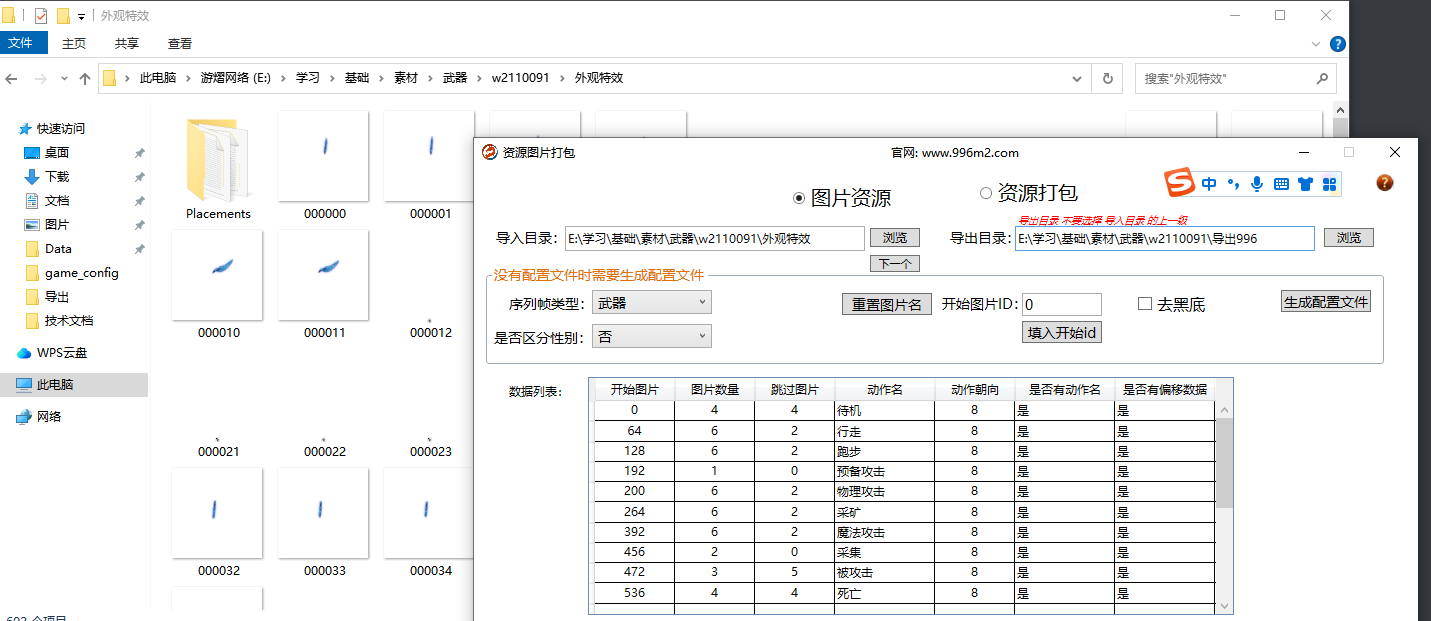 外观特效
文件 主页 共享 查看
此电脑 游熠网络 (E:) 学习 基础 素材 武器 w2110091 外观特效
搜索"外观特效"
快速访问
桌面
下载
文档
图片
Data
game_config
导出
技术文档
WPS云盘
此电脑
网络
Placements 000000 000001
000010 000011 000012
000021 000022 000023
000032 000033 000034
资源图片打包 官网: www.996m2.com
中
图片资源 资源打包
导出目录 不要选择 导入目录 的上一级
导入目录: E:\学习\基础\素材\武器\w2110091\外观特效 浏览 导出目录: E:\学习\基础\素材\武器\w2110091\导出996 浏览
下一个
没有配置文件时需要生成配置文件
序列帧类型: 武器 重置图片名 开始图片ID: 0 去黑底 生成配置文件
是否区分性别: 否 填入开始id
数据列表:
开始图片 图片数量 跳过图片 动作名 动作朝向 是否有动作名 是否有偏移数据
0 4 4 待机 8 是 是
64 6 2 行走 8 是 是
128 6 2 跑步 8 是 是
192 1 0 预备攻击 8 是 是
200 6 2 物理攻击 8 是 是
264 6 2 采矿 8 是 是
392 6 2 魔法攻击 8 是 是
456 2 0 采集 8 是 是
472 3 5 被攻击 8 是 是
536 4 4 死亡 8 是 是